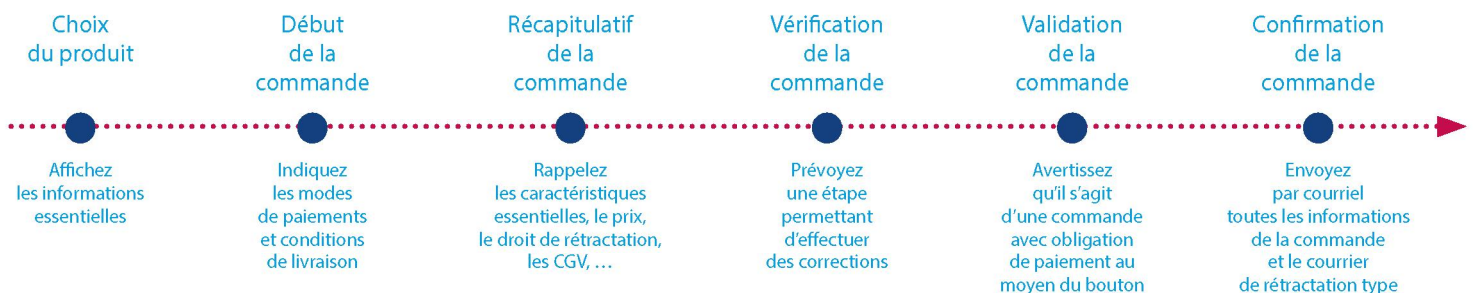 Choix
du produit
Début
de la
commande
Récapitulatif
de la
commande
Vérification
de la
commande
Validation
de la
commande
Confirmation
de la
commande
Affichez
les informations
essentielles
Indiquez
les modes
de paiements
et conditions
de livraison
Rappelez
les caractéristiques
essentielles, le prix,
le droit de rétractation,
les CGV, …
Prévoyez
une étape
permettant
d’effectuer
des corrections
Avertissez
qu’il s’agit
d’une commande
avec obligation
de paiement au
moyen du bouton
Envoyez
par courriel
toutes les informations
de la commande
et le courrier
de rétractation type